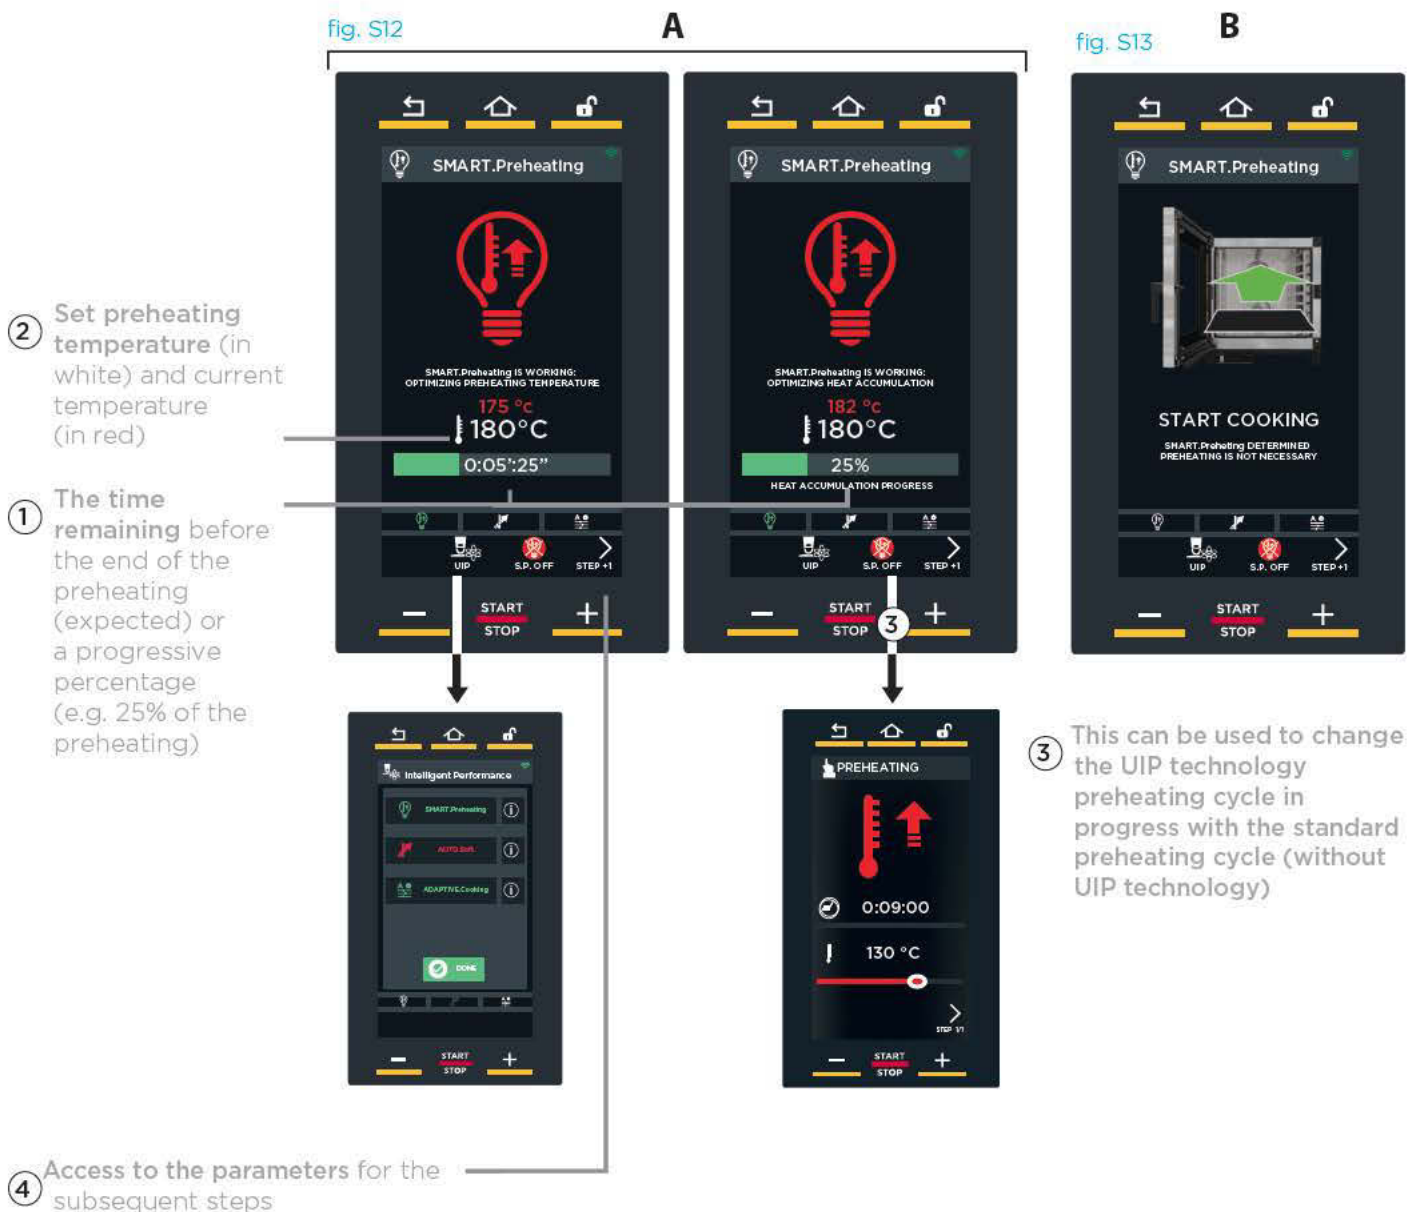 fig. S12
A
fig. S13
B
SMART.Preheating
SMART.Preheating IS WORKING:
OPTIMIZING PREHEATING TEMPERATURE
175 °c
180°C
0:05':25”
UIP
S.P. OFF
STEP +1
START
STOP
SMART.Preheating
SMART.Preheating IS WORKING:
OPTIMIZING HEAT ACCUMULATION
182 °c
180°C
25%
HEAT ACCUMULATION PROGRESS
UIP
S.P. OFF
STEP +1
START
STOP
3
SMART.Preheating
START COOKING
SMART.Preheting DETERMINED
PREHEATING IS NOT NECESSARY
UIP
S.P. OFF
STEP +1
START
STOP
2
Set preheating
temperature (in
white) and current
temperature
(in red)
1
The time
remaining before
the end of the
preheating
(expected) or
a progressive
percentage
(e.g. 25% of the
preheating)
Intelligent Performance
SMART.Preheating
AUTO.Soft
ADAPTIVE.Cooking
DONE
START
STOP
PREHEATING
0:09:00
130 °C
STEP 1/1
START
STOP
3
This can be used to change
the UIP technology
preheating cycle in
progress with the standard
preheating cycle (without
UIP technology)
4
Access to the parameters for the
subsequent steps